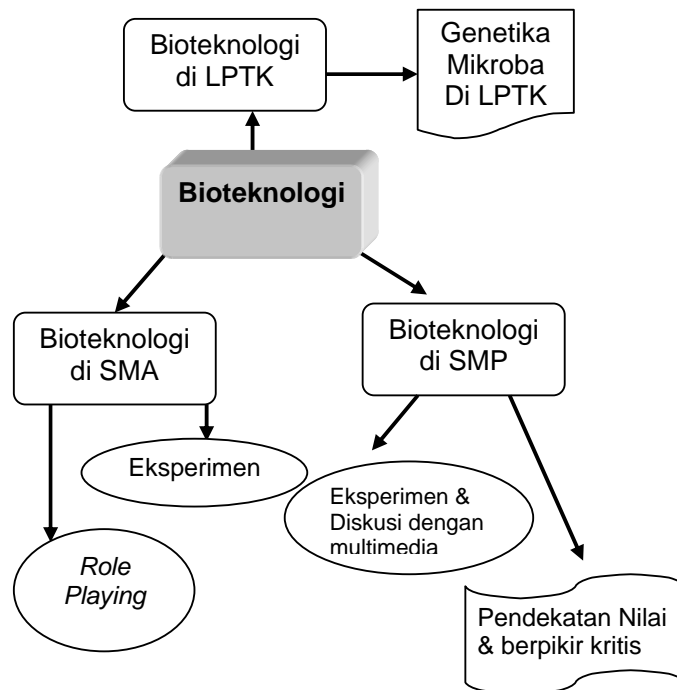 Bioteknologi
di LPTK
Genetika
Mikroba
Di LPTK
Bioteknologi
Bioteknologi
di SMA
Bioteknologi
di SMP
Eksperimen
Eksperimen &
Diskusi dengan
multimedia
Role
Playing
Pendekatan Nilai
& berpikir kritis